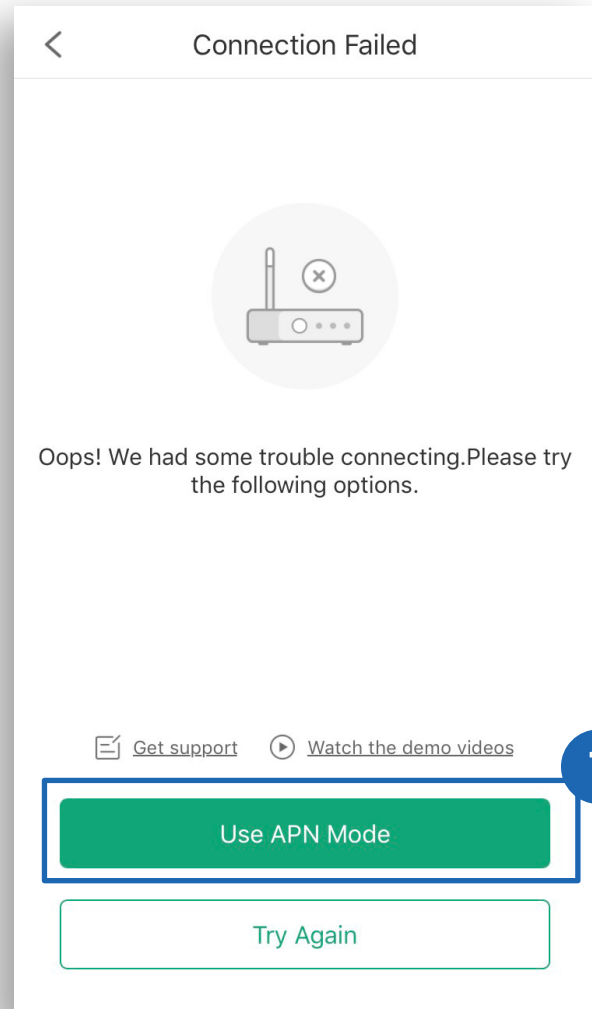 Connection Failed
Oops! We had some trouble connecting.Please try
the following options.
Get support
Watch the demo videos
Use APN Mode
Try Again